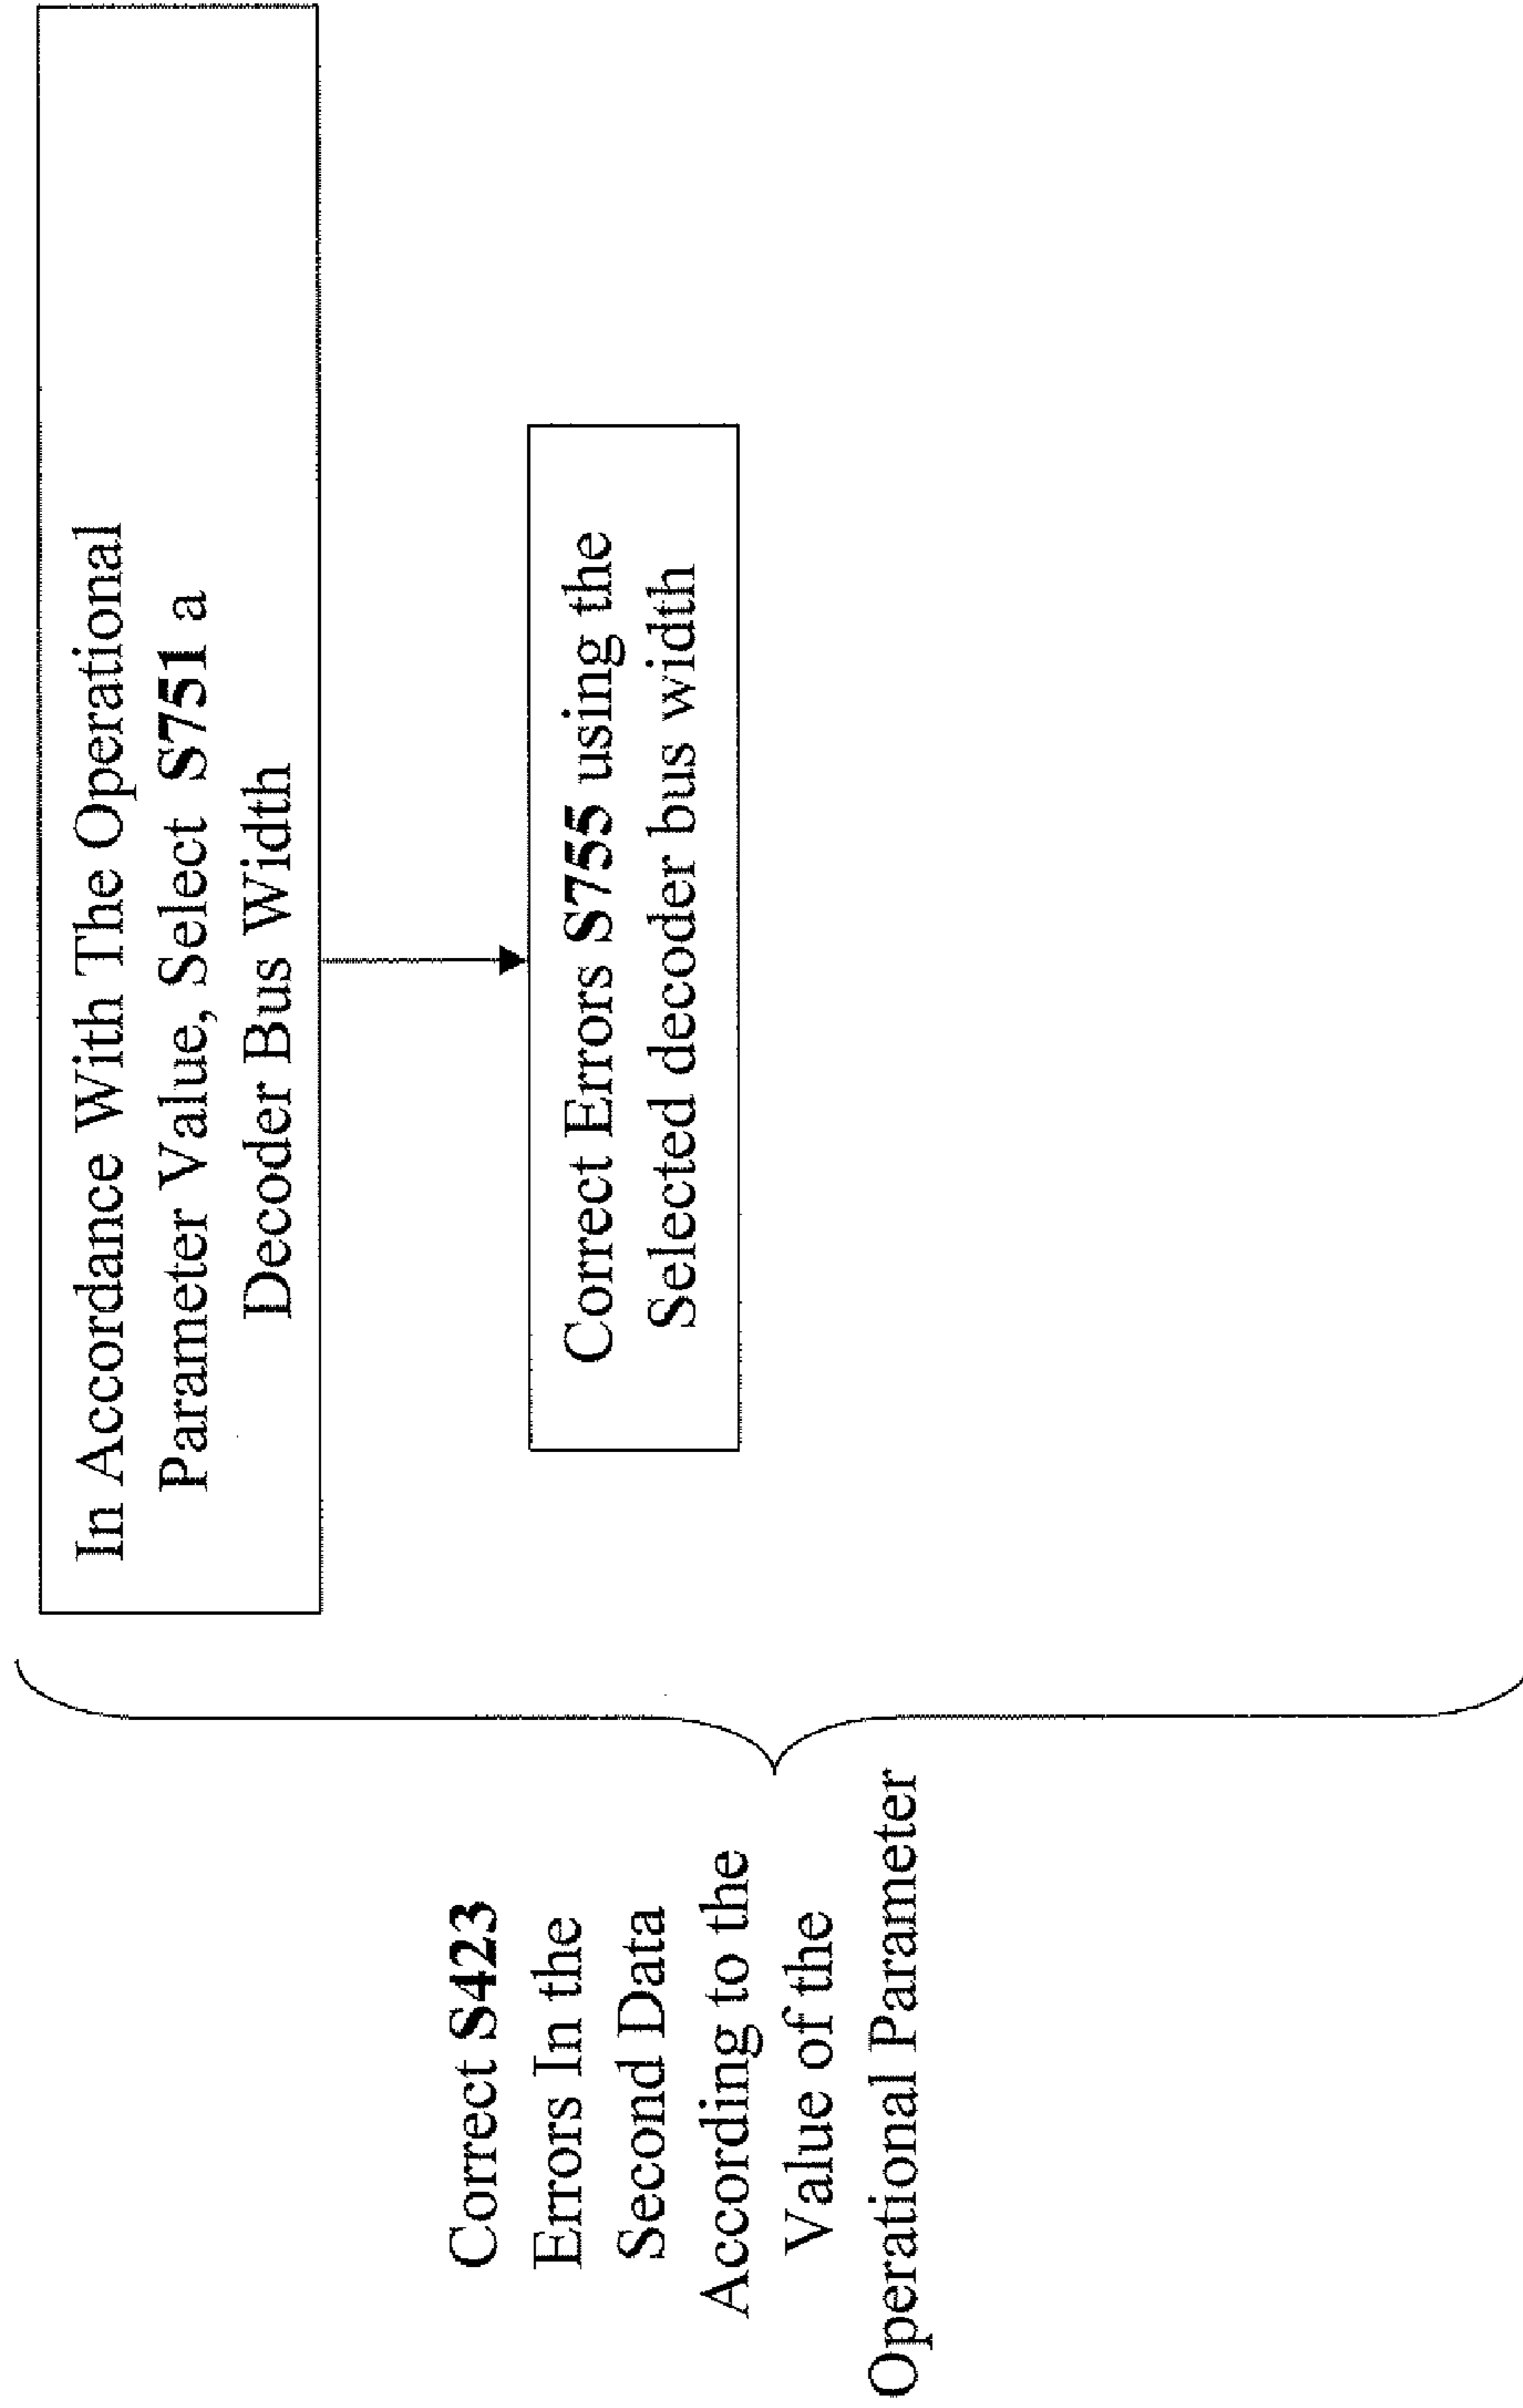 Correct S423
Errors In the
Second Data
According to the
Value of the
Operational Parameter
In Accordance With The Operational
Parameter Value, Select S751 a
Decoder Bus Width
Correct Errors S755 using the
Selected decoder bus width